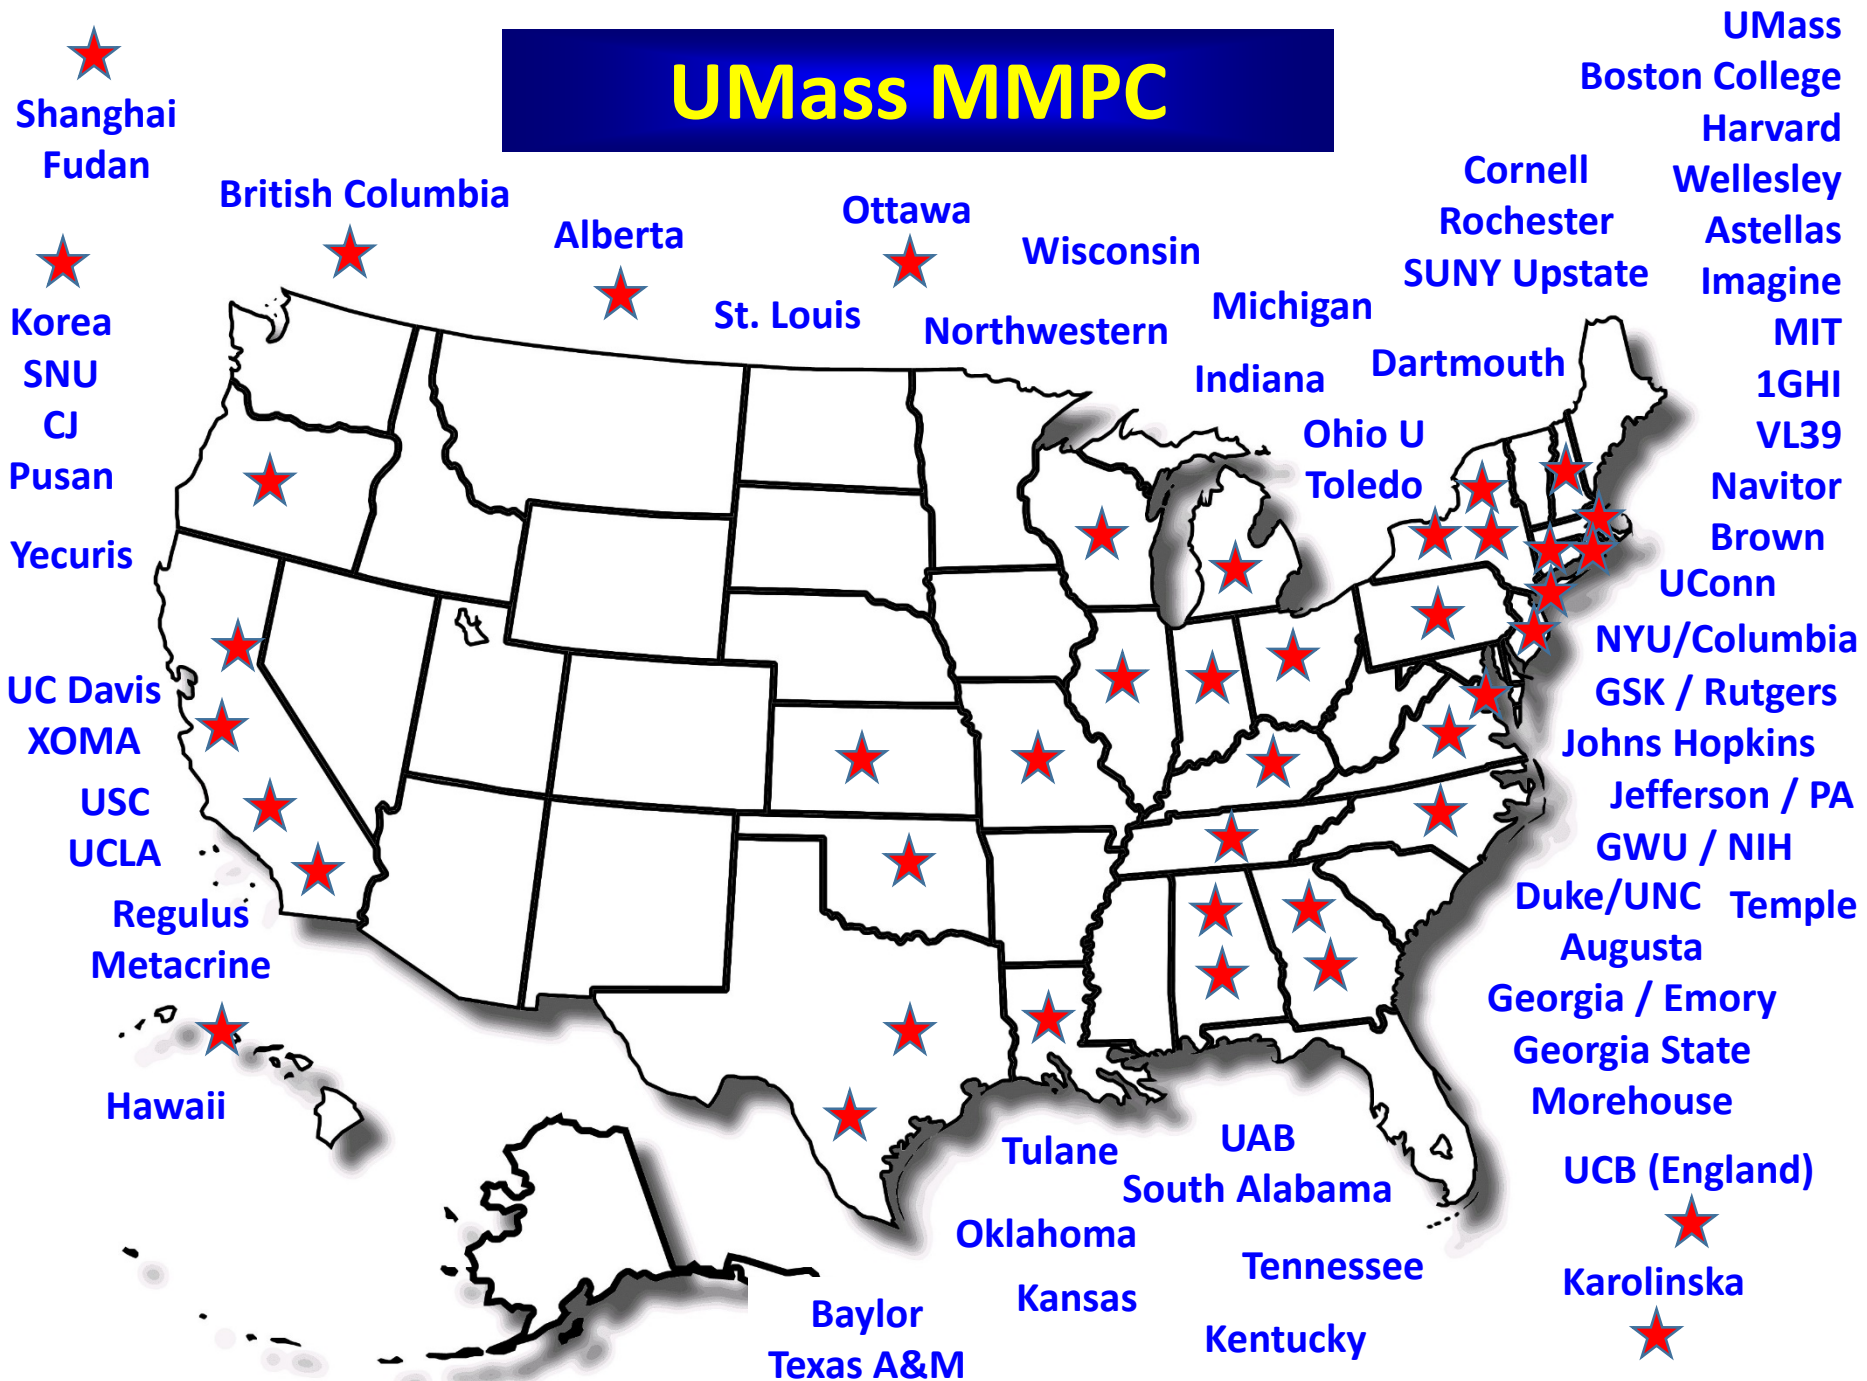 UMass MMPC
Shanghai
Fudan
British Columbia
Alberta
Ottawa
Wisconsin
St. Louis
Northwestern
Michigan
Indiana
Cornell
Rochester
SUNY Upstate
Dartmouth
Ohio U
Toledo
UMass
Boston College
Harvard
Wellesley
Astellas
Imagine
MIT
1GHI
VL39
Navitor
Brown
UConn
NYU/Columbia
GSK / Rutgers
Johns Hopkins
Jefferson / PA
GWU / NIH
Duke/UNC
Temple
Augusta
Georgia / Emory
Georgia State
Morehouse
UCB (England)
Karolinska
Korea
SNU
CJ
Pusan
Yecuris
UC Davis
XOMA
USC
UCLA
Regulus
Metacrine
Hawaii
Tulane
UAB
South Alabama
Oklahoma
Tennessee
Kansas
Baylor
Texas A&M
Kentucky